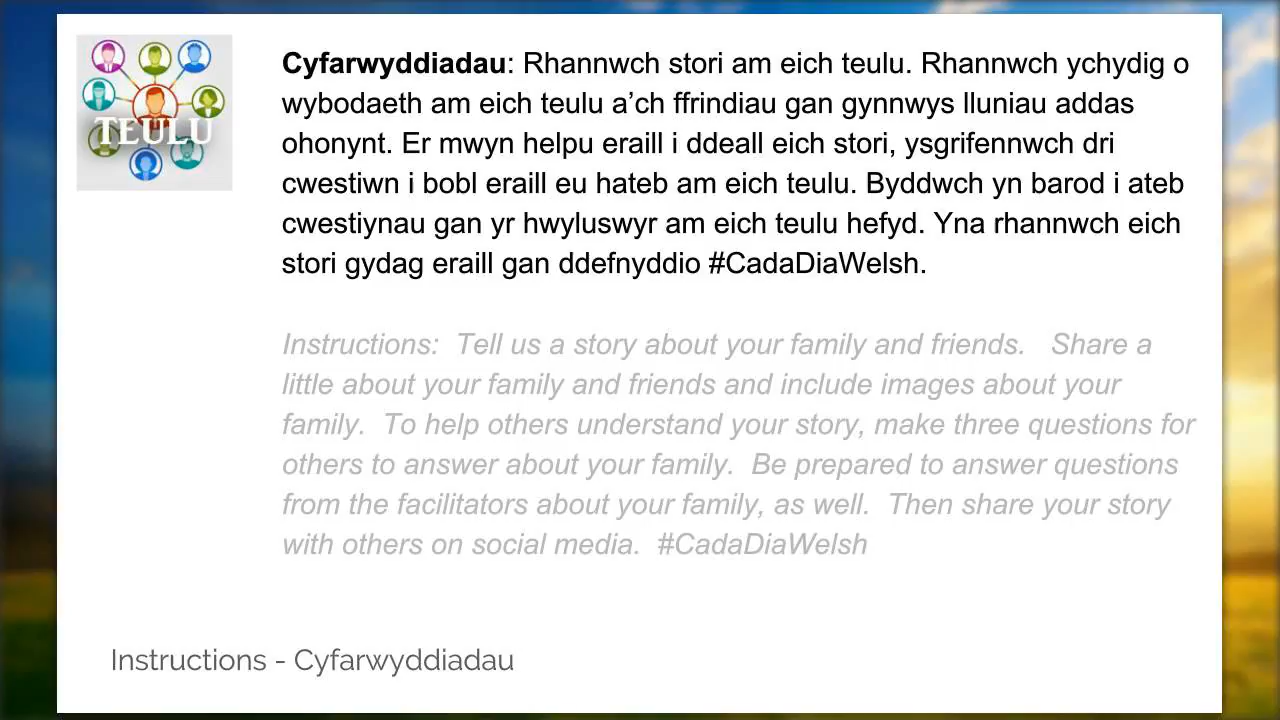 TEULU
Cyfarwyddiadau: Rhannwch stori am eich teulu. Rhannwch ychydig o
wybodaeth am eich teulu a’ch ffrindiau gan gynnwys lluniau addas
ohonynt. Er mwyn helpu eraill i ddeall eich stori, ysgrifennwch dri
cwestiwn i bobl eraill eu hateb am eich teulu. Byddwch yn barod i ateb
cwestiynau gan yr hwyluswyr am eich teulu hefyd. Yna rhannwch eich
stori gydag eraill gan ddefnyddio #CadaDiaWelsh.
Instructions: Tell us a story about your family and friends. Share a
little about your family and friends and include images about your
family. To help others understand your story, make three questions for
others to answer about your family. Be prepared to answer questions
from the facilitators about your family, as well. Then share your story
with others on social media. #CadaDiaWelsh
Instructions - Cyfarwyddiadau